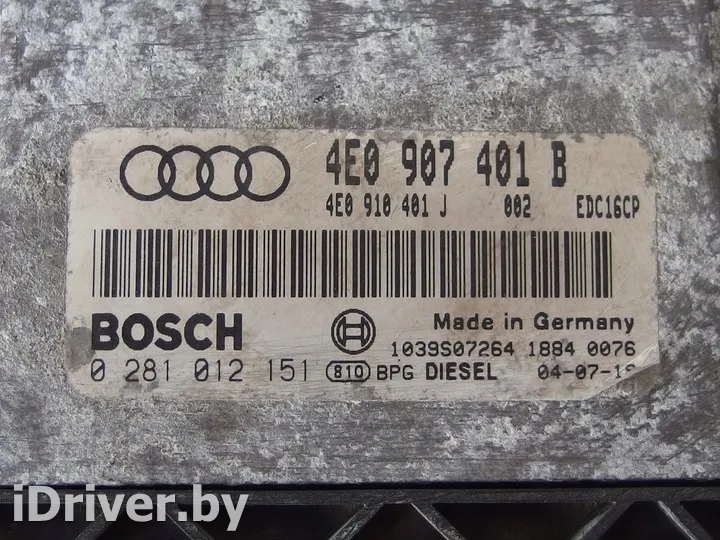 4E0 907 401 B
4E0 910 401 J 002 EDC16CP
BOSCH Made in Germany
1039S07264 1884 0076
0 281 012 151 810 BPG DIESEL
iDriver.by